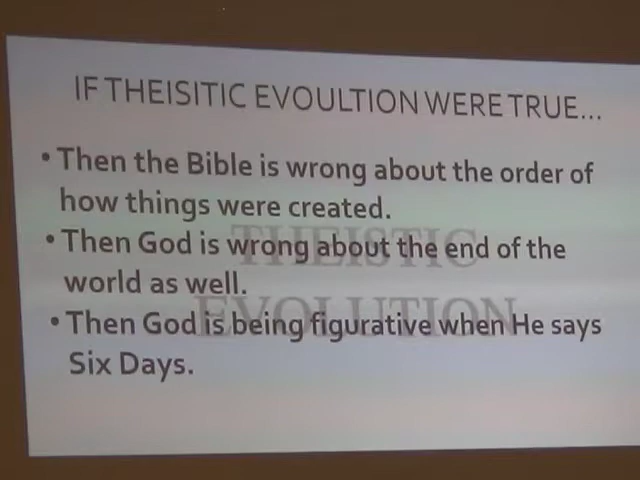 IF THEISITIC EVOULTION WERE TRUE...
• Then the Bible is wrong about the order of
how things were created.
• Then God is wrong about the end of the
world as well.
• Then God is being figurative when He says
Six Days.
THEISTIC
EVOLUTION